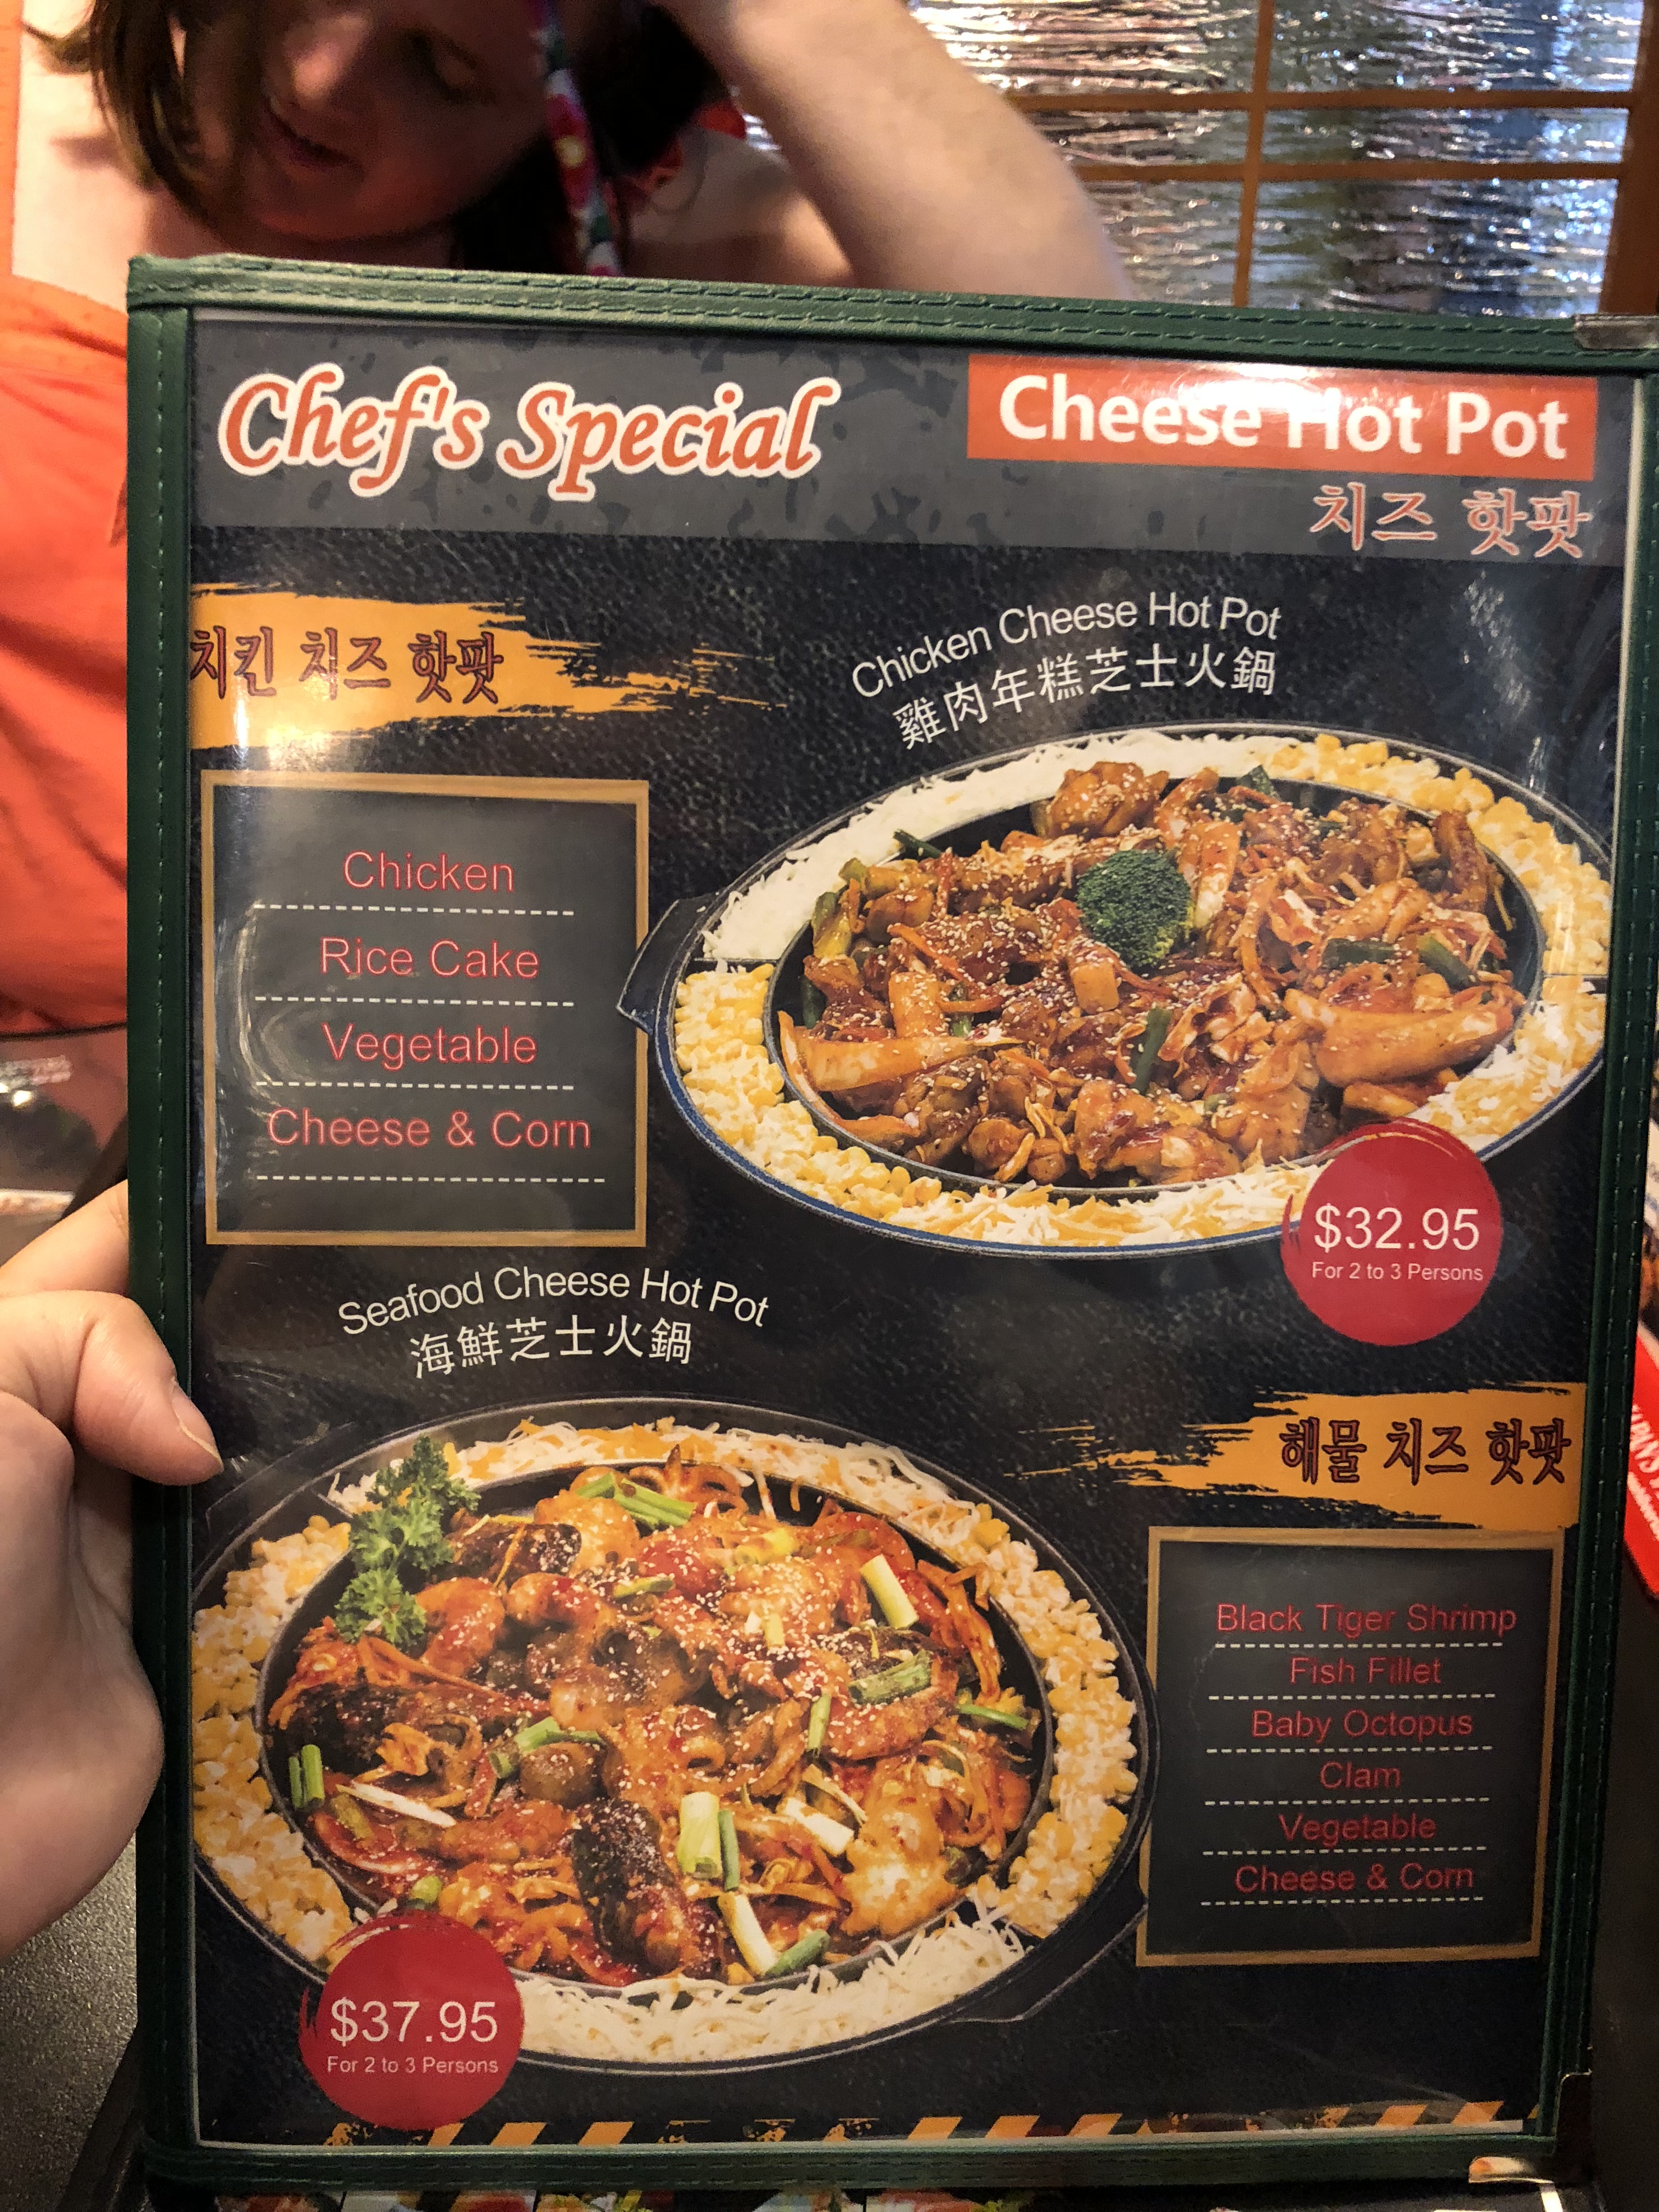 Chef's Special
Cheese Hot Pot
치즈 핫팟
치킨 치즈 핫팟
Chicken Cheese Hot Pot
雞肉年糕芝士火鍋
Chicken
Rice Cake
Vegetable
Cheese & Corn
$32.95
For 2 to 3 Persons
Seafood Cheese Hot Pot
海鮮芝士火鍋
해물 치즈 핫팟
Black Tiger Shrimp
Fish Fillet
Baby Octopus
Clam
Vegetable
Cheese & Corn
$37.95
For 2 to 3 Persons